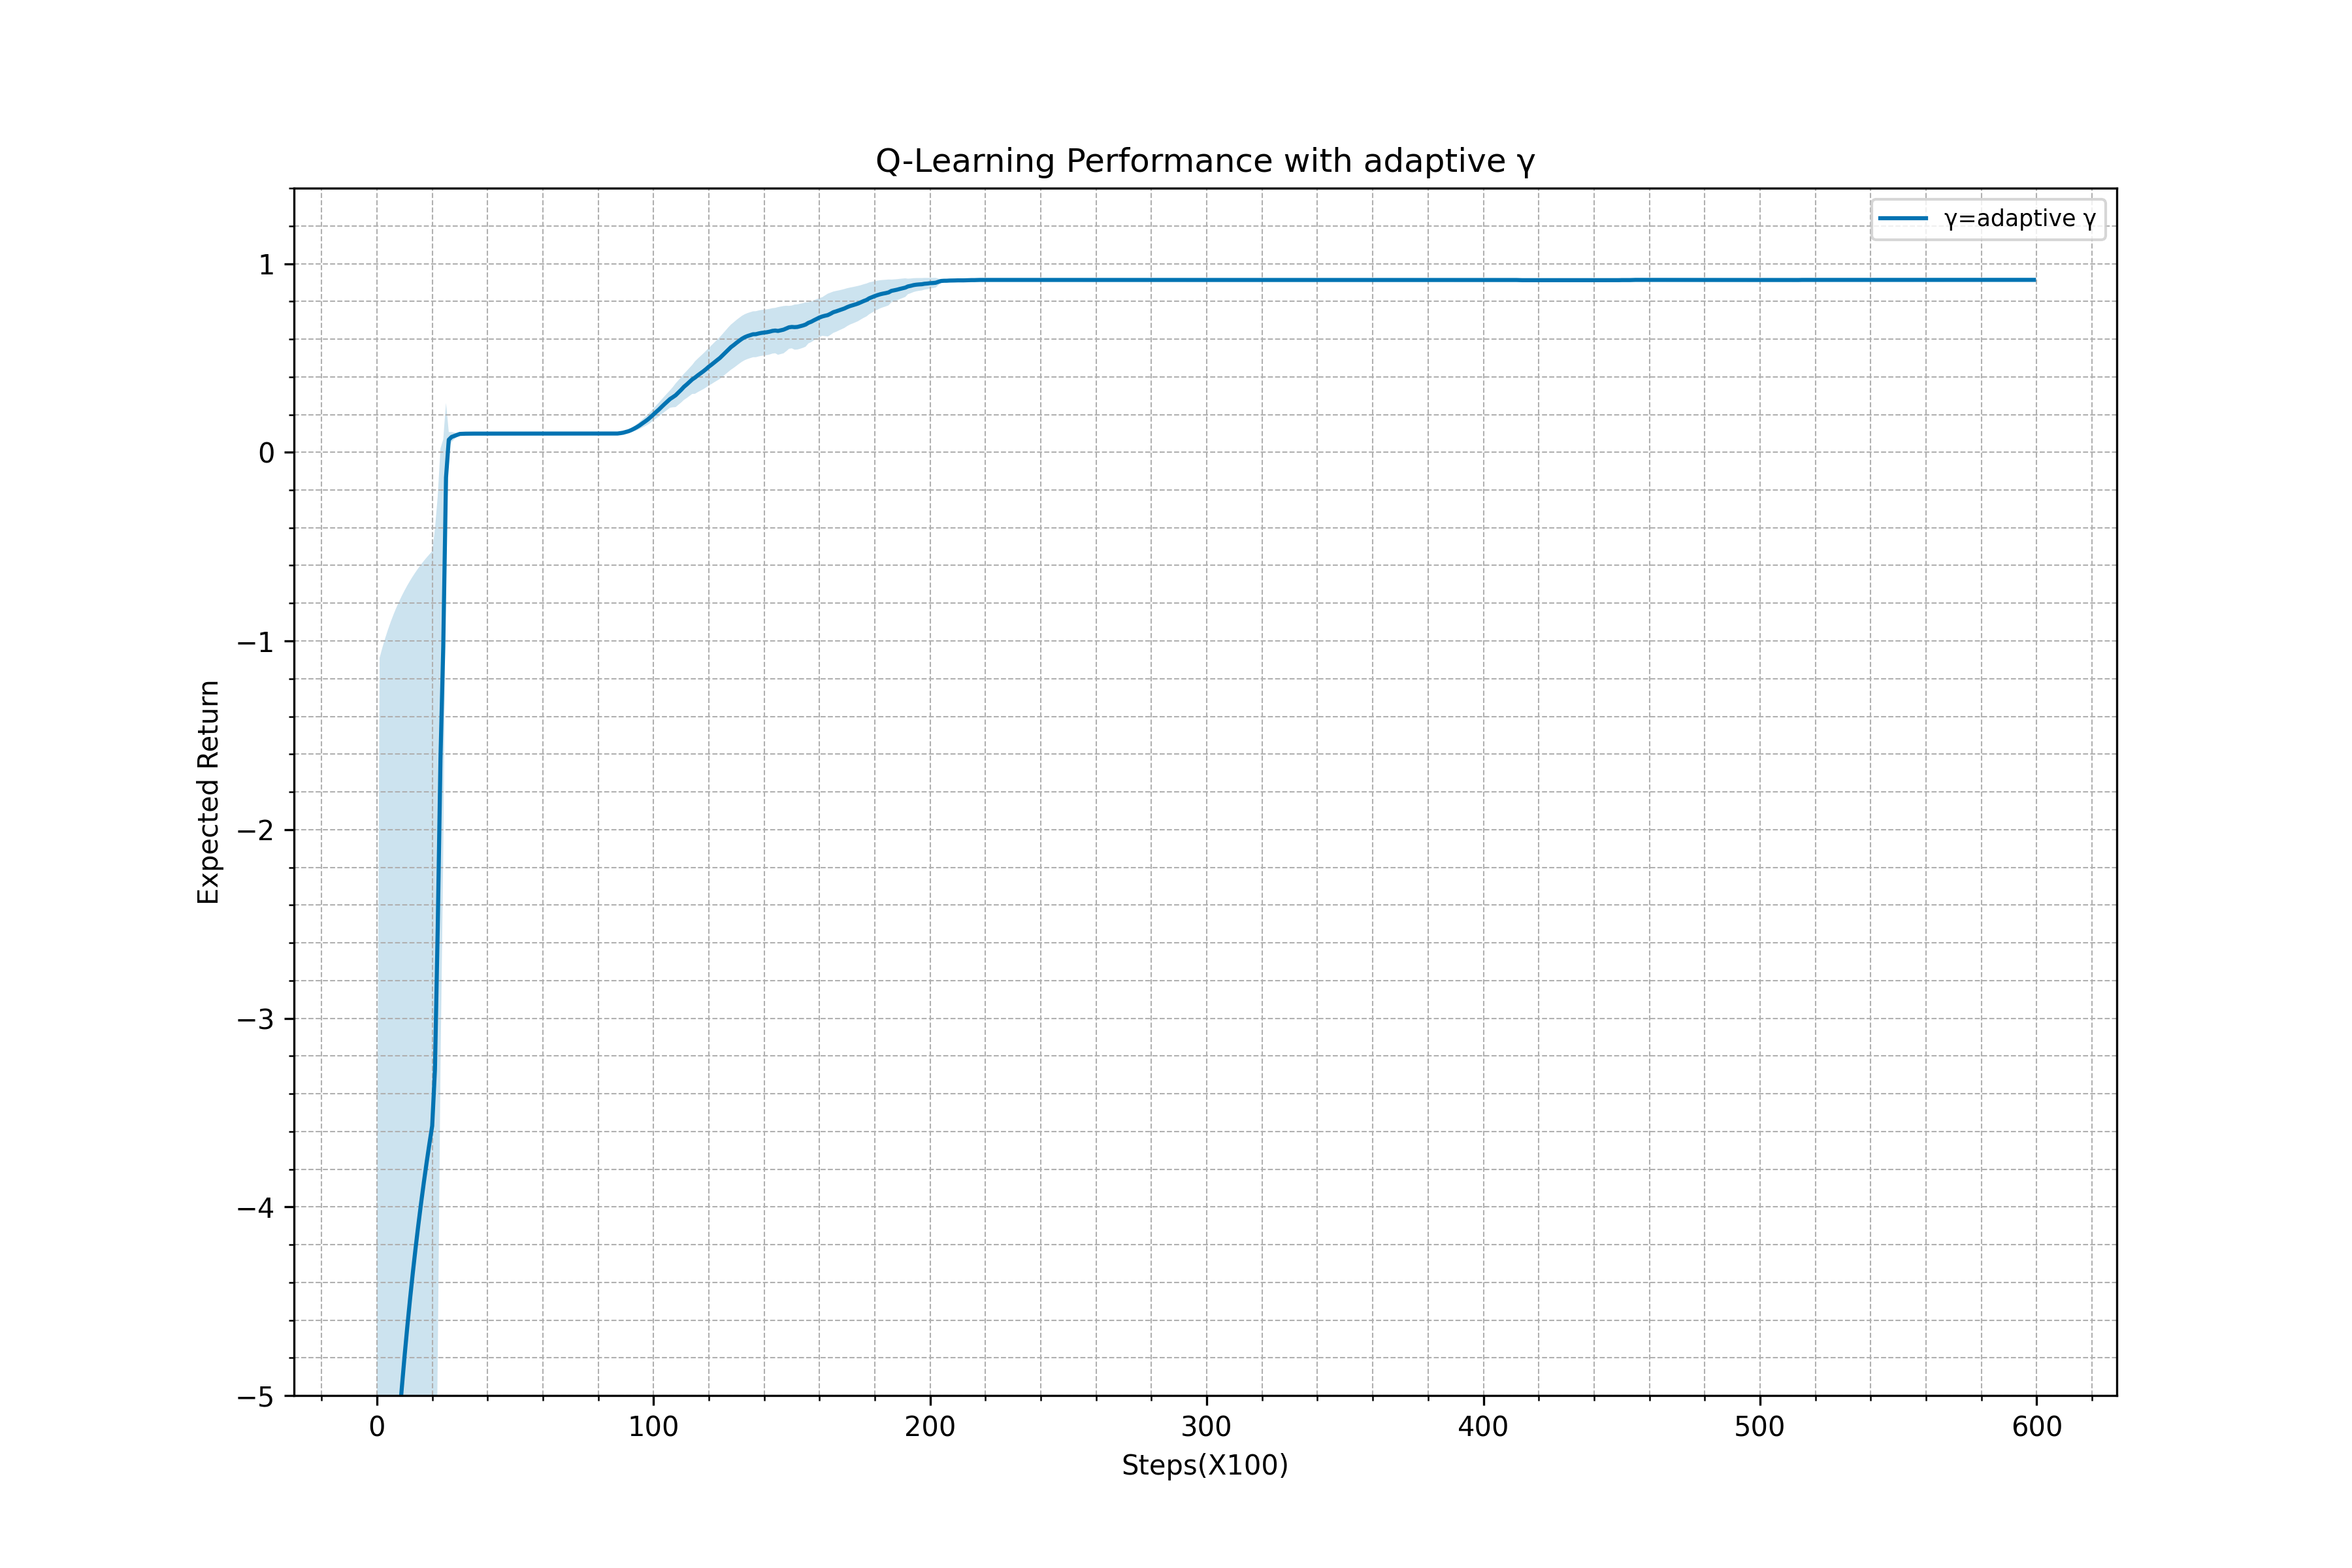 Q-Learning Performance with adaptive γ
γ=adaptive γ
1
0
−1
−2
−3
−4
−5
Expected Return
0 100 200 300 400 500 600
Steps(X100)